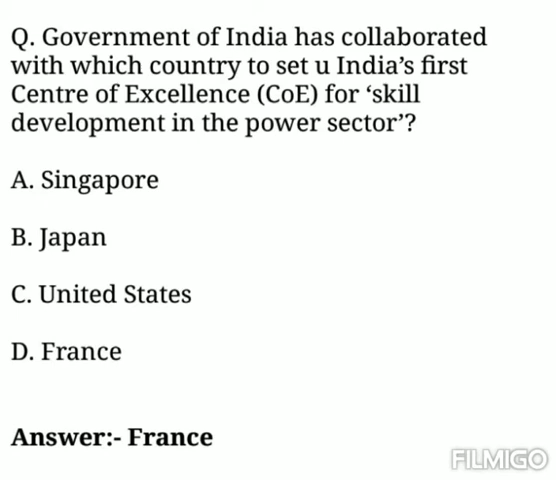 Q. Government of India has collaborated
with which country to set u India’s first
Centre of Excellence (CoE) for ‘skill
development in the power sector’?
A. Singapore
B. Japan
C. United States
D. France
Answer:- France
FILMIGO